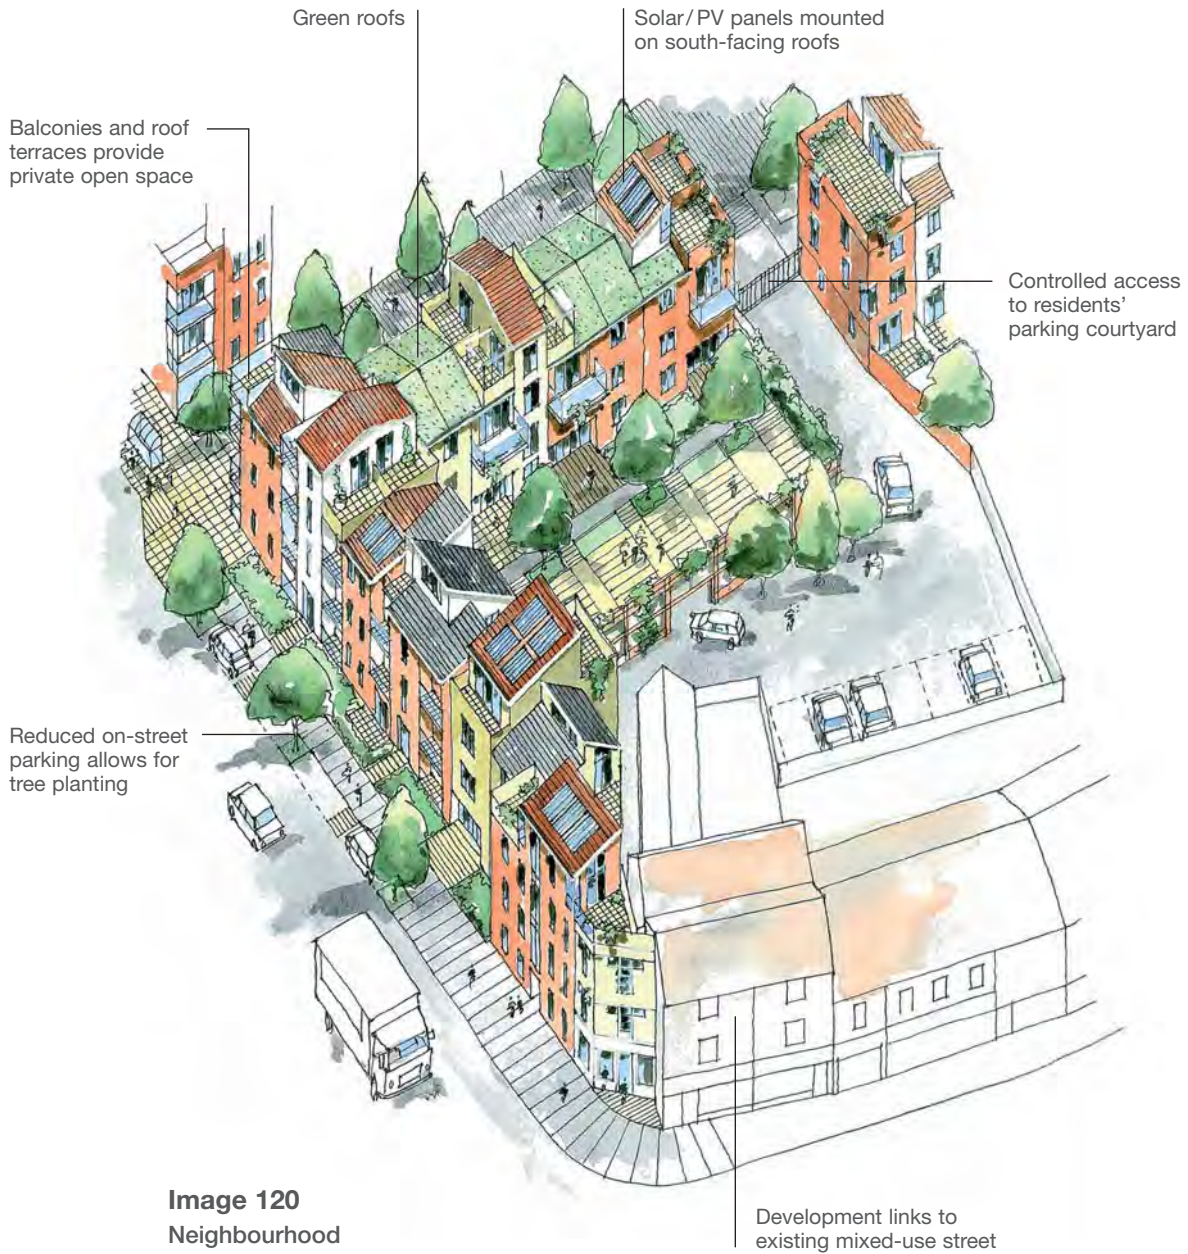 Green roofs
Solar/PV panels mounted
on south-facing roofs
Balconies and roof
terraces provide
private open space
Controlled access
to residents'
parking courtyard
Reduced on-street
parking allows for
tree planting
Image 120
Neighbourhood
Development links to
existing mixed-use street